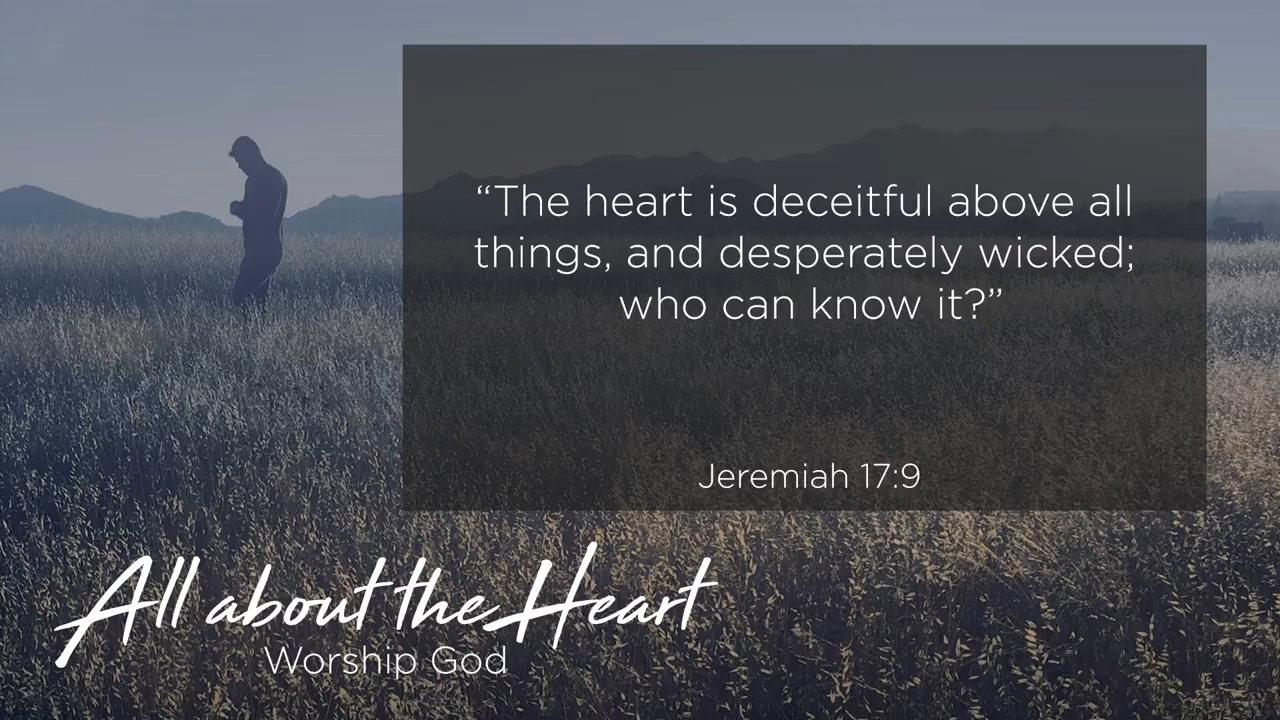 “The heart is deceitful above all
things, and desperately wicked;
who can know it?”
Jeremiah 17:9
All about the Heart
Worship God